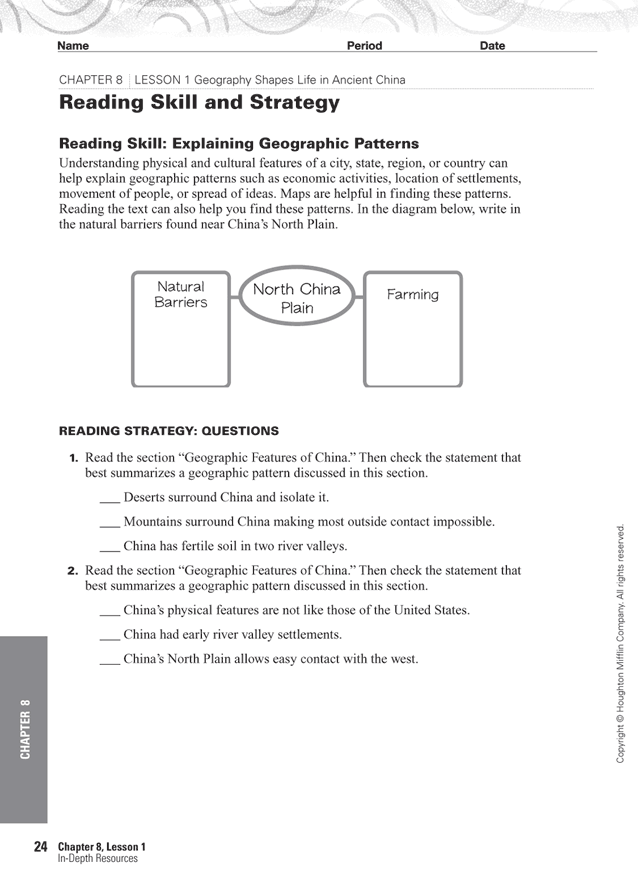 Name Period Date
CHAPTER 8 | LESSON 1 Geography Shapes Life in Ancient China
Reading Skill and Strategy
Reading Skill: Explaining Geographic Patterns
Understanding physical and cultural features of a city, state, region, or country can
help explain geographic patterns such as economic activities, location of settlements,
movement of people, or spread of ideas. Maps are helpful in finding these patterns.
Reading the text can also help you find these patterns. In the diagram below, write in
the natural barriers found near China’s North Plain.
Natural
Barriers
North China
Plain
Farming
READING STRATEGY: QUESTIONS
1. Read the section “Geographic Features of China.” Then check the statement that
best summarizes a geographic pattern discussed in this section.
___ Deserts surround China and isolate it.
___ Mountains surround China making most outside contact impossible.
___ China has fertile soil in two river valleys.
2. Read the section “Geographic Features of China.” Then check the statement that
best summarizes a geographic pattern discussed in this section.
___ China’s physical features are not like those of the United States.
___ China had early river valley settlements.
___ China’s North Plain allows easy contact with the west.
Copyright © Houghton Mifflin Company. All rights reserved.
CHAPTER 8
24 Chapter 8, Lesson 1
In-Depth Resources